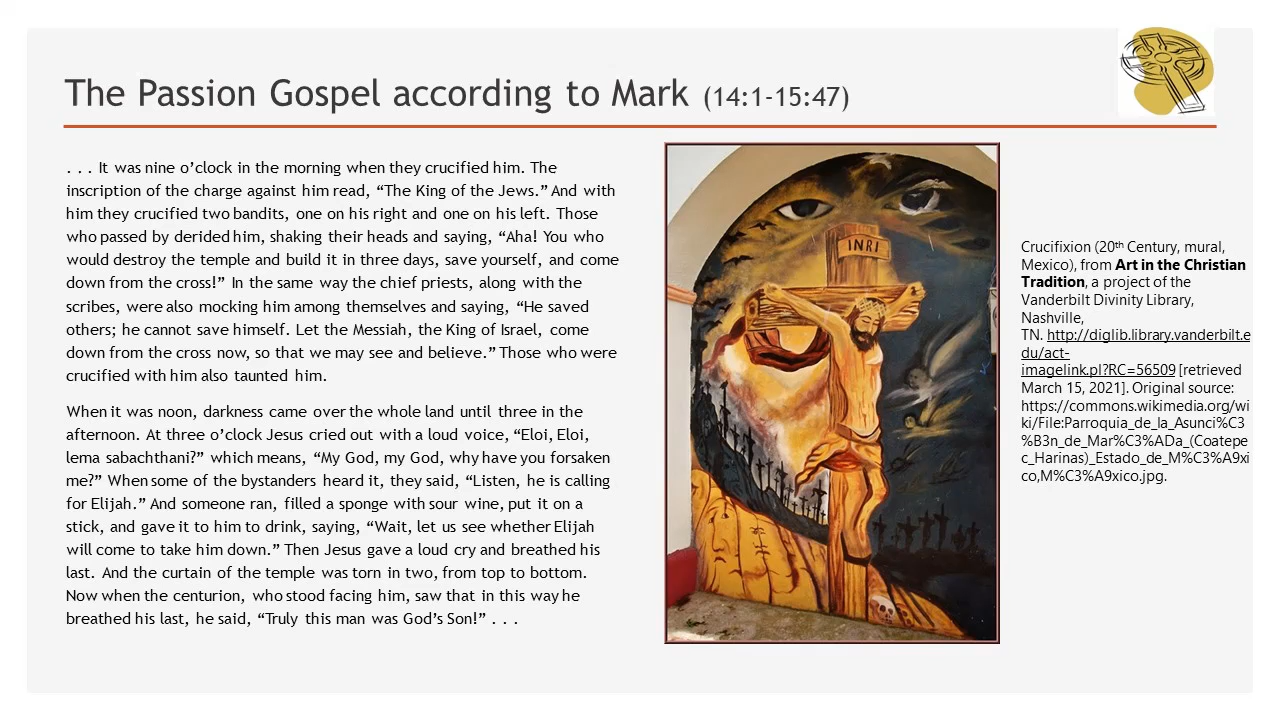 The Passion Gospel according to Mark (14:1-15:47)
. . . It was nine o’clock in the morning when they crucified him. The
inscription of the charge against him read, “The King of the Jews.” And with
him they crucified two bandits, one on his right and one on his left. Those
who passed by derided him, shaking their heads and saying, “Aha! You who
would destroy the temple and build it in three days, save yourself, and come
down from the cross!” In the same way the chief priests, along with the
scribes, were also mocking him among themselves and saying, “He saved
others; he cannot save himself. Let the Messiah, the King of Israel, come
down from the cross now, so that we may see and believe.” Those who were
crucified with him also taunted him.
When it was noon, darkness came over the whole land until three in the
afternoon. At three o’clock Jesus cried out with a loud voice, “Eloi, Eloi,
lema sabachthani?” which means, “My God, my God, why have you forsaken
me?” When some of the bystanders heard it, they said, “Listen, he is calling
for Elijah.” And someone ran, filled a sponge with sour wine, put it on a
stick, and gave it to him to drink, saying, “Wait, let us see whether Elijah
will come to take him down.” Then Jesus gave a loud cry and breathed his
last. And the curtain of the temple was torn in two, from top to bottom.
Now when the centurion, who stood facing him, saw that in this way he
breathed his last, he said, “Truly this man was God’s Son!” . . .
INRI
Crucifixion (20th Century, mural,
Mexico), from Art in the Christian
Tradition, a project of the
Vanderbilt Divinity Library,
Nashville,
TN. http://diglib.library.vanderbilt.e
du/act-
imagelink.pl?RC=56509 [retrieved
March 15, 2021]. Original source:
https://commons.wikimedia.org/wi
ki/File:Parroquia_de_la_Asunci%C3
%B3n_de_Mar%C3%ADa_(Coatepe
c_Harinas)_Estado_de_M%C3%A9xi
co,M%C3%A9xico.jpg.